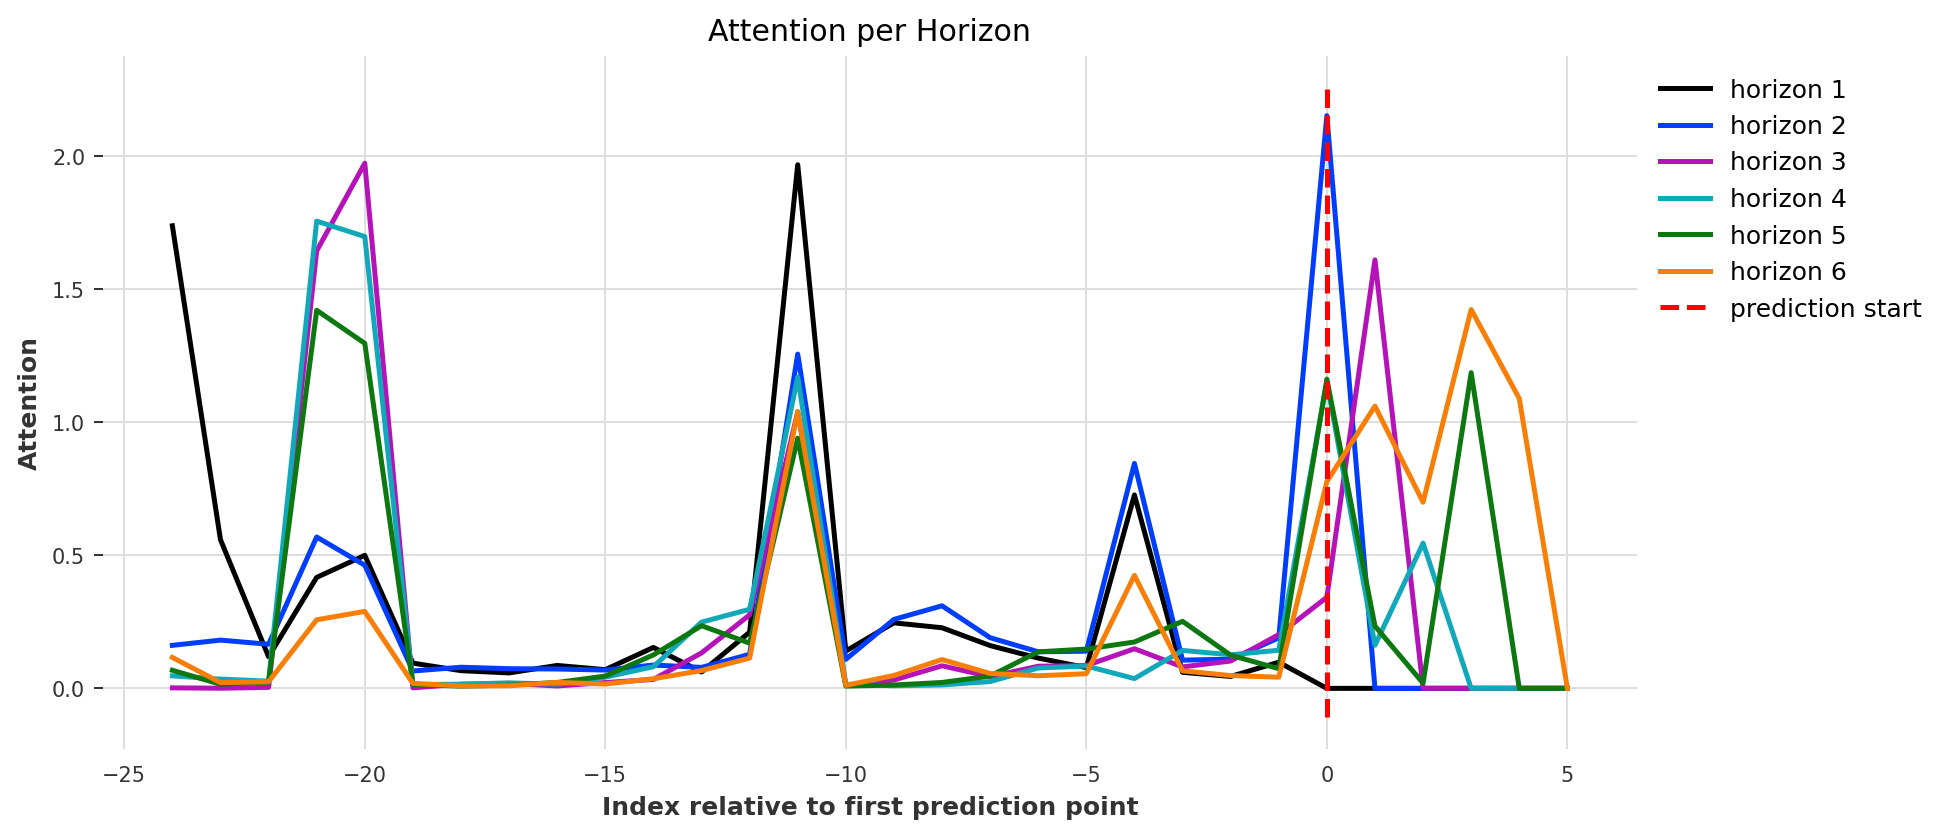 Attention per Horizon
Attention
2.0
1.5
1.0
0.5
0.0
−25
−20
−15
−10
−5
0
5
Index relative to first prediction point
horizon 1
horizon 2
horizon 3
horizon 4
horizon 5
horizon 6
prediction start